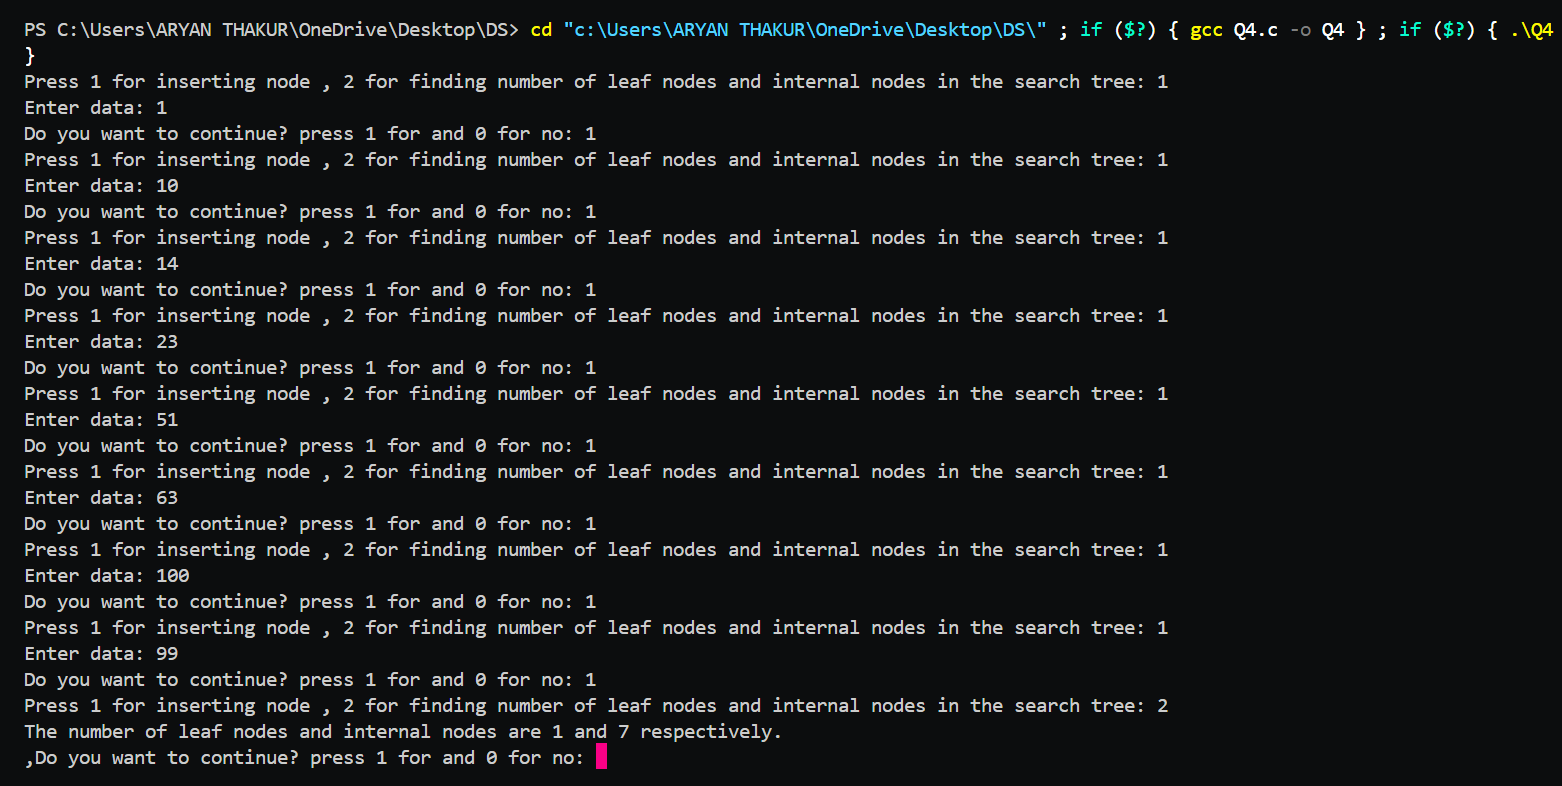 PS C:\Users\ARYAN THAKUR\OneDrive\Desktop\DS> cd "c:\Users\ARYAN THAKUR\OneDrive\Desktop\DS\" ; if ($?) { gcc Q4.c -o Q4 } ; if ($?) { .\Q4
}
Press 1 for inserting node , 2 for finding number of leaf nodes and internal nodes in the search tree: 1
Enter data: 1
Do you want to continue? press 1 for and 0 for no: 1
Press 1 for inserting node , 2 for finding number of leaf nodes and internal nodes in the search tree: 1
Enter data: 10
Do you want to continue? press 1 for and 0 for no: 1
Press 1 for inserting node , 2 for finding number of leaf nodes and internal nodes in the search tree: 1
Enter data: 14
Do you want to continue? press 1 for and 0 for no: 1
Press 1 for inserting node , 2 for finding number of leaf nodes and internal nodes in the search tree: 1
Enter data: 23
Do you want to continue? press 1 for and 0 for no: 1
Press 1 for inserting node , 2 for finding number of leaf nodes and internal nodes in the search tree: 1
Enter data: 51
Do you want to continue? press 1 for and 0 for no: 1
Press 1 for inserting node , 2 for finding number of leaf nodes and internal nodes in the search tree: 1
Enter data: 63
Do you want to continue? press 1 for and 0 for no: 1
Press 1 for inserting node , 2 for finding number of leaf nodes and internal nodes in the search tree: 1
Enter data: 100
Do you want to continue? press 1 for and 0 for no: 1
Press 1 for inserting node , 2 for finding number of leaf nodes and internal nodes in the search tree: 1
Enter data: 99
Do you want to continue? press 1 for and 0 for no: 1
Press 1 for inserting node , 2 for finding number of leaf nodes and internal nodes in the search tree: 2
The number of leaf nodes and internal nodes are 1 and 7 respectively.
,Do you want to continue? press 1 for and 0 for no: